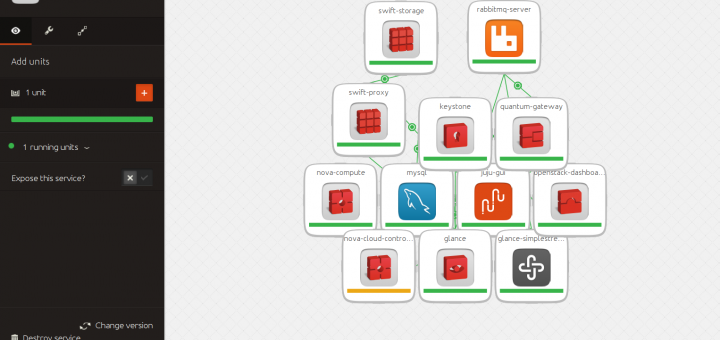 Add units
1 unit
+
1 running units
Expose this service?
Change version
Destroy service
swift-storage
rabbitmq-server
swift-proxy
keystone
quantum-gateway
nova-compute
mysql
juju-gui
openstack-dashboa...
nova-cloud-contro...
glance
glance-simplestre...